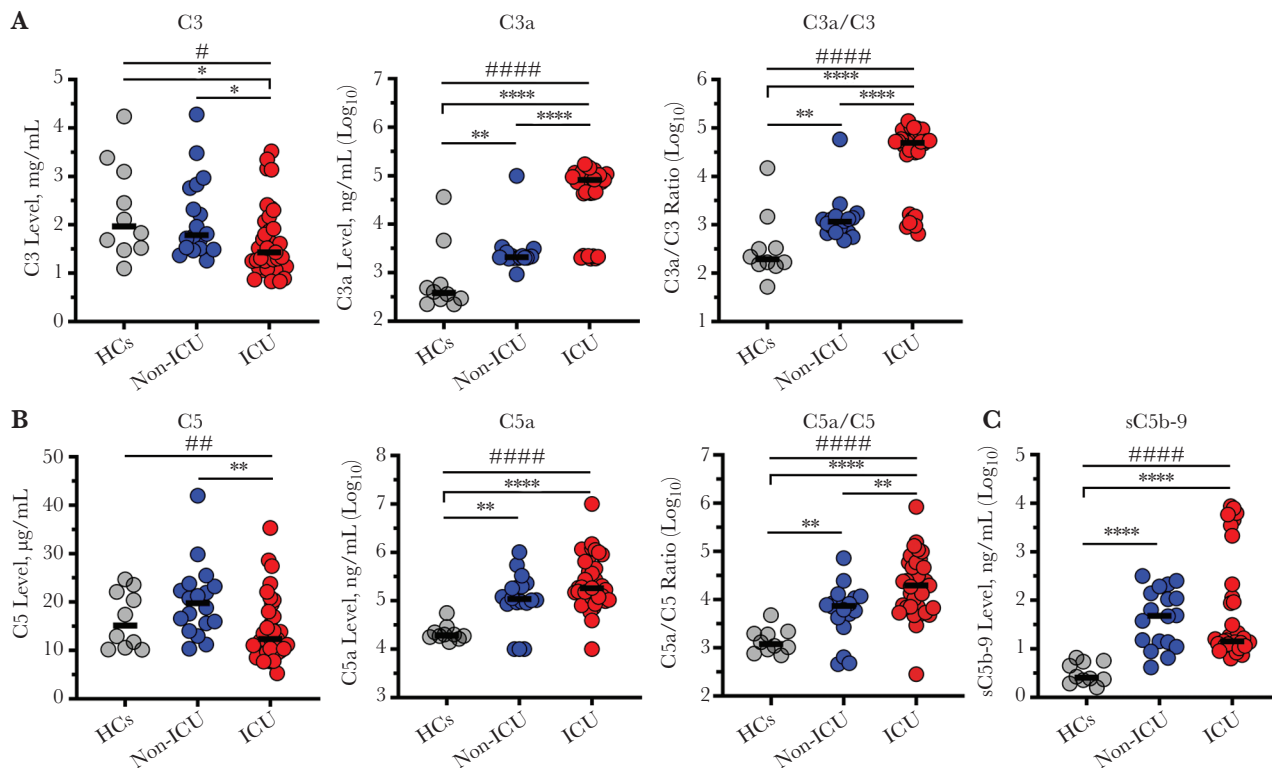 A
C3
C3a
C3a/C3
#
*
*
C3 Level, mg/mL
5
4
3
2
1
0
HCs
Non-ICU
ICU
####
****
** ****
C3a Level, ng/mL (Log10)
7
6
5
4
3
2
HCs
Non-ICU
ICU
####
****
** ****
C3a/C3 Ratio (Log10)
6
5
4
3
2
1
HCs
Non-ICU
ICU
B
C5
C5a
C5a/C5
C
sC5b-9
##
**
C5 Level, µg/mL
50
40
30
20
10
0
HCs
Non-ICU
ICU
####
****
**
C5a Level, ng/mL (Log10)
8
7
6
5
4
3
HCs
Non-ICU
ICU
####
****
**
**
C5a/C5 Ratio (Log10)
7
6
5
4
3
2
HCs
Non-ICU
ICU
####
****
****
sC5b-9 Level, ng/mL (Log10)
5
4
3
2
1
0
HCs
Non-ICU
ICU